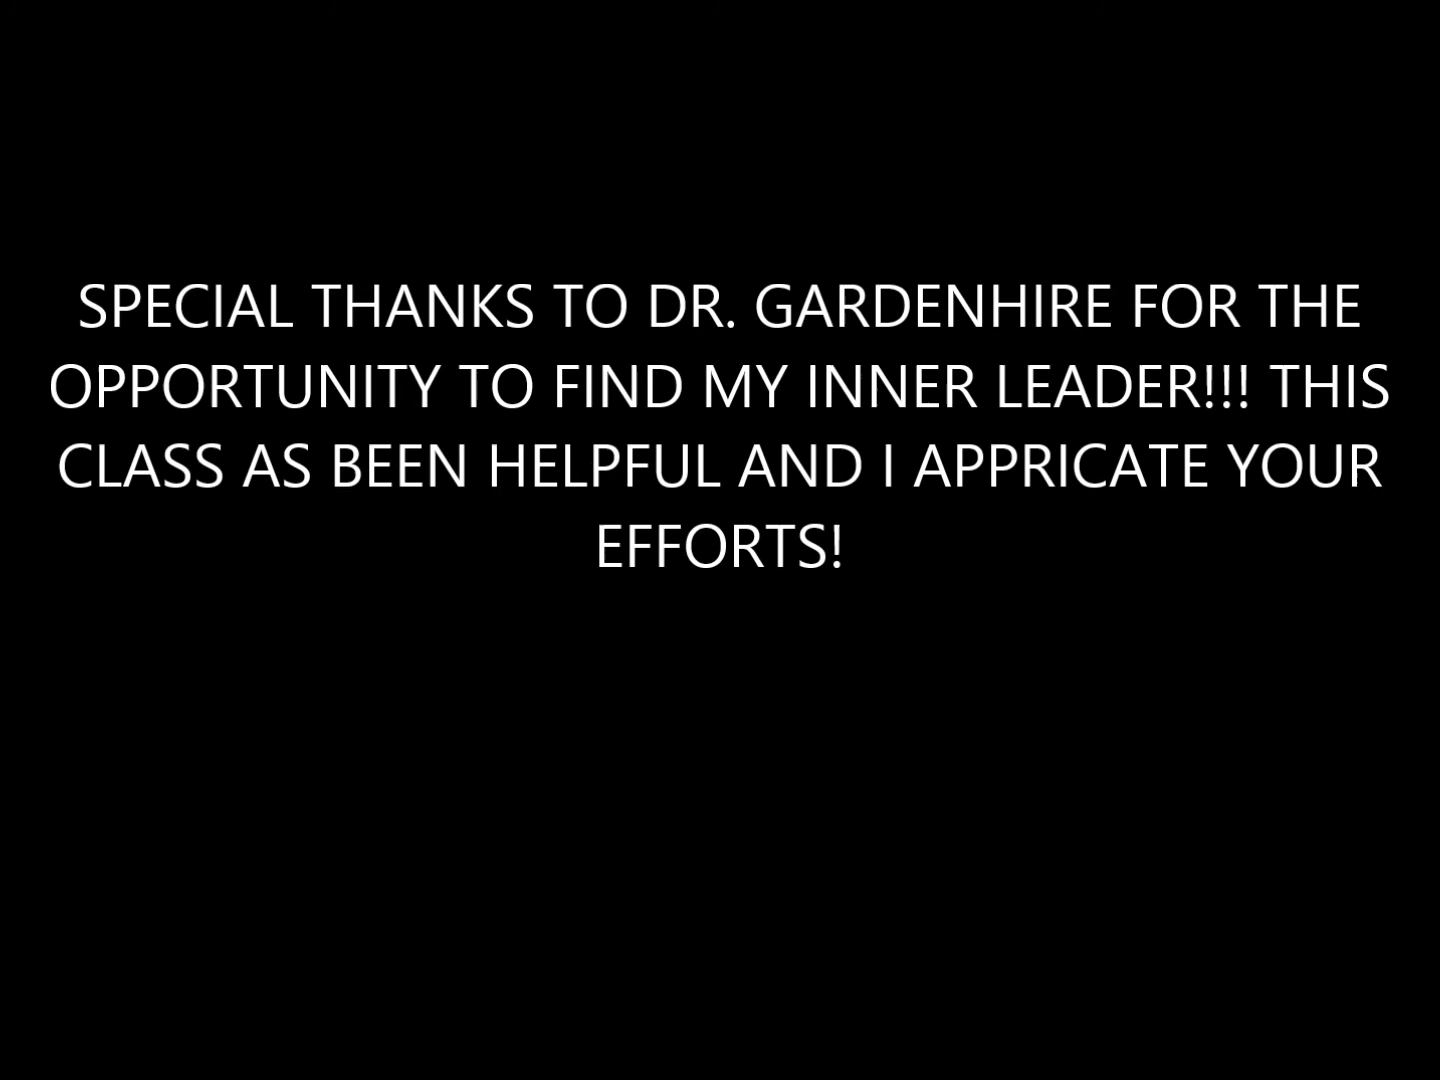 SPECIAL THANKS TO DR. GARDENHIRE FOR THE
OPPORTUNITY TO FIND MY INNER LEADER!!! THIS
CLASS AS BEEN HELPFUL AND I APPRICATE YOUR
EFFORTS!